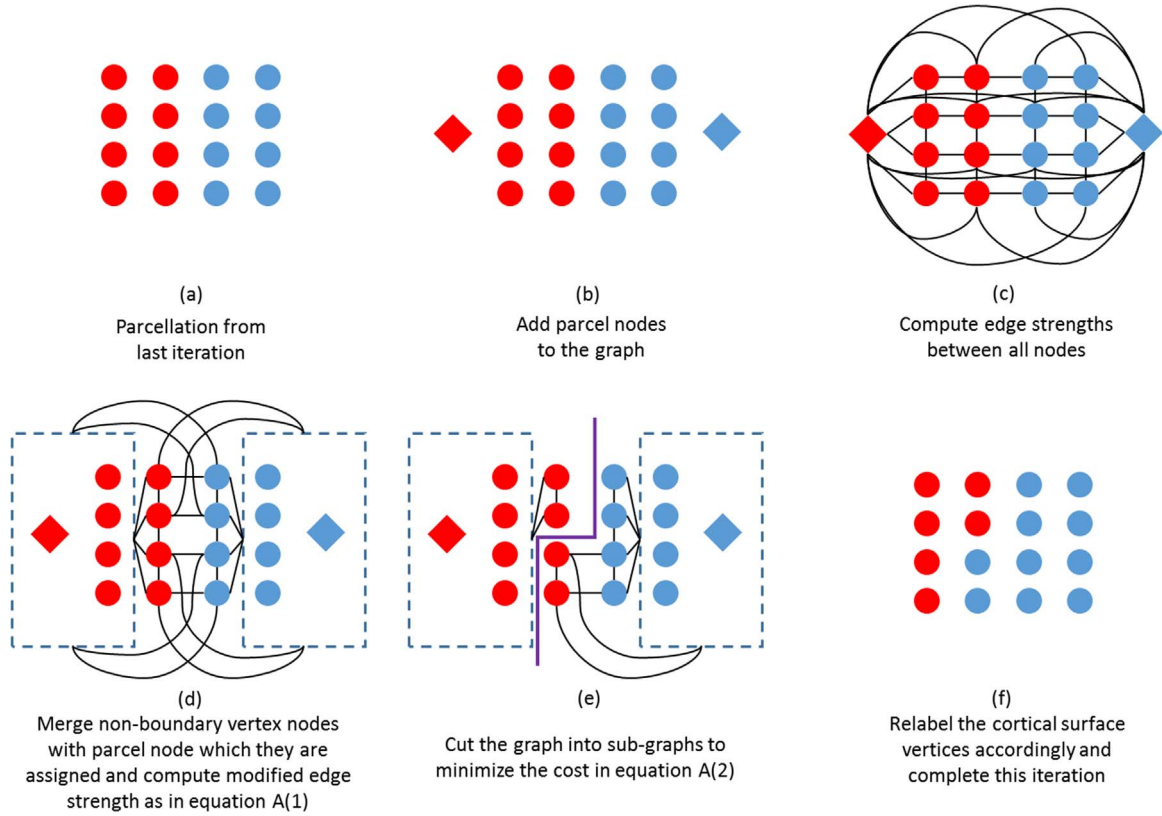 (a)
Parcellation from
last iteration
(b)
Add parcel nodes
to the graph
(c)
Compute edge strengths
between all nodes
(d)
Merge non-boundary vertex nodes
with parcel node which they are
assigned and compute modified edge
strength as in equation A(1)
(e)
Cut the graph into sub-graphs to
minimize the cost in equation A(2)
(f)
Relabel the cortical surface
vertices accordingly and
complete this iteration